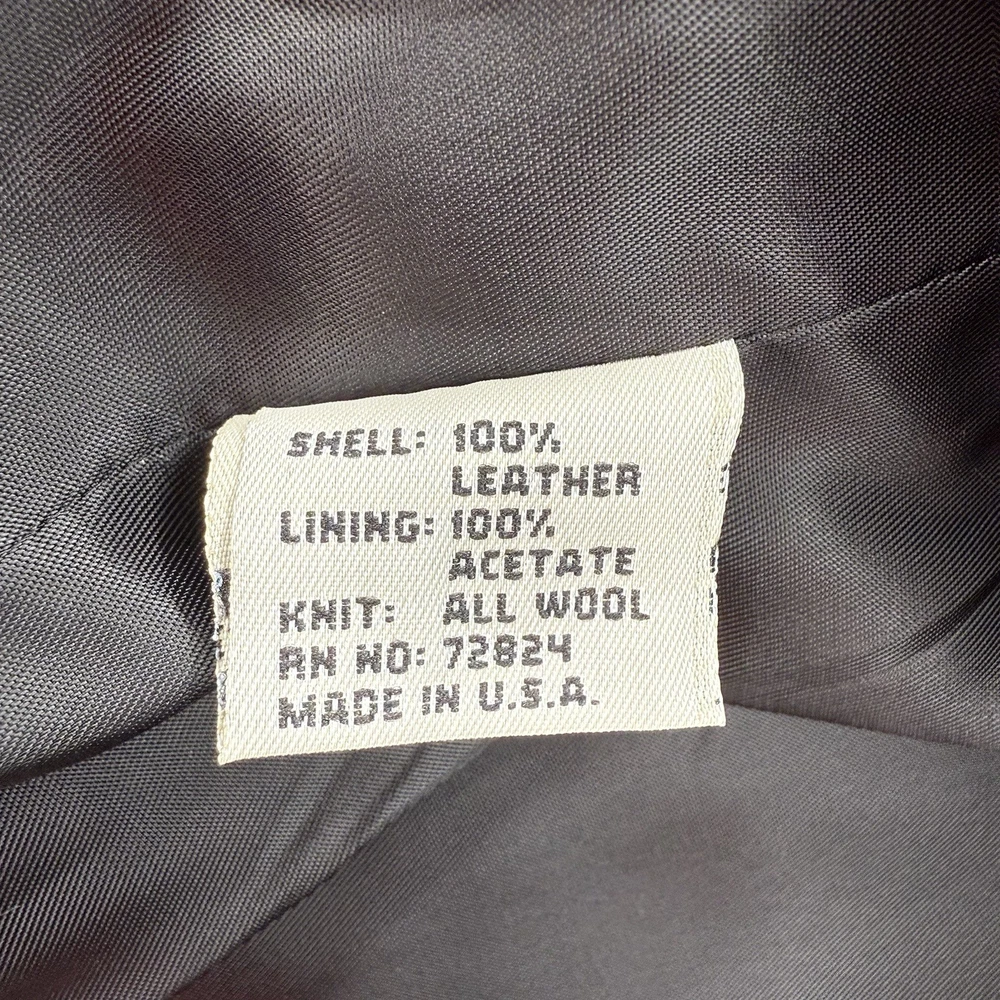 SHELL: 100%
LEATHER
LINING: 100%
ACETATE
KNIT: ALL WOOL
RN NO: 72824
MADE IN U.S.A.